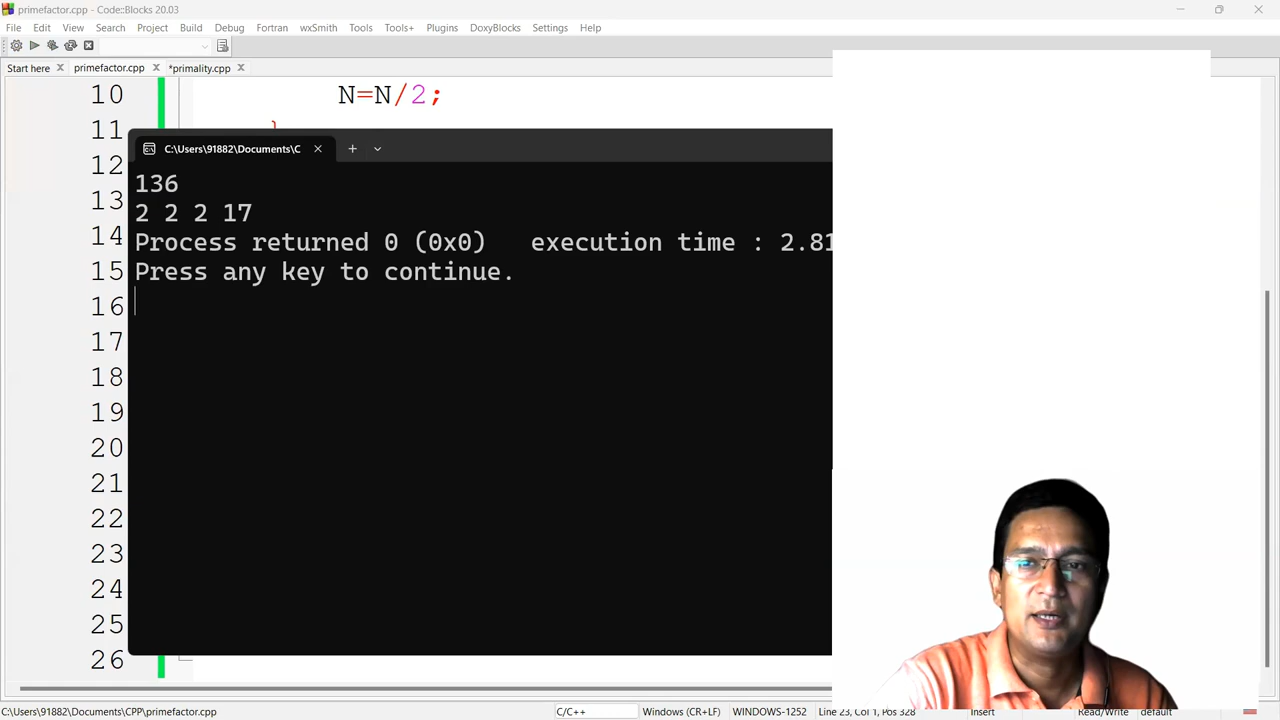 primefactor.cpp - Code::Blocks 20.03
File Edit View Search Project Build Debug Fortran wxSmith Tools Tools+ Plugins DoxyBlocks Settings Help
Start here primefactor.cpp *primality.cpp
10 N=N/2;
11 }
12 C:\Users\91882\Documents\C
13 136
2 2 2 17
14 Process returned 0 (0x0) execution time : 2.81
15 Press any key to continue.
16
17
18
19
20
21
22
23
24
25
26
C:\Users\91882\Documents\CPP\primefactor.cpp C/C++ Windows (CR+LF) WINDOWS-1252 Line 23, Col 1, Pos 328 Insert Read/Write default